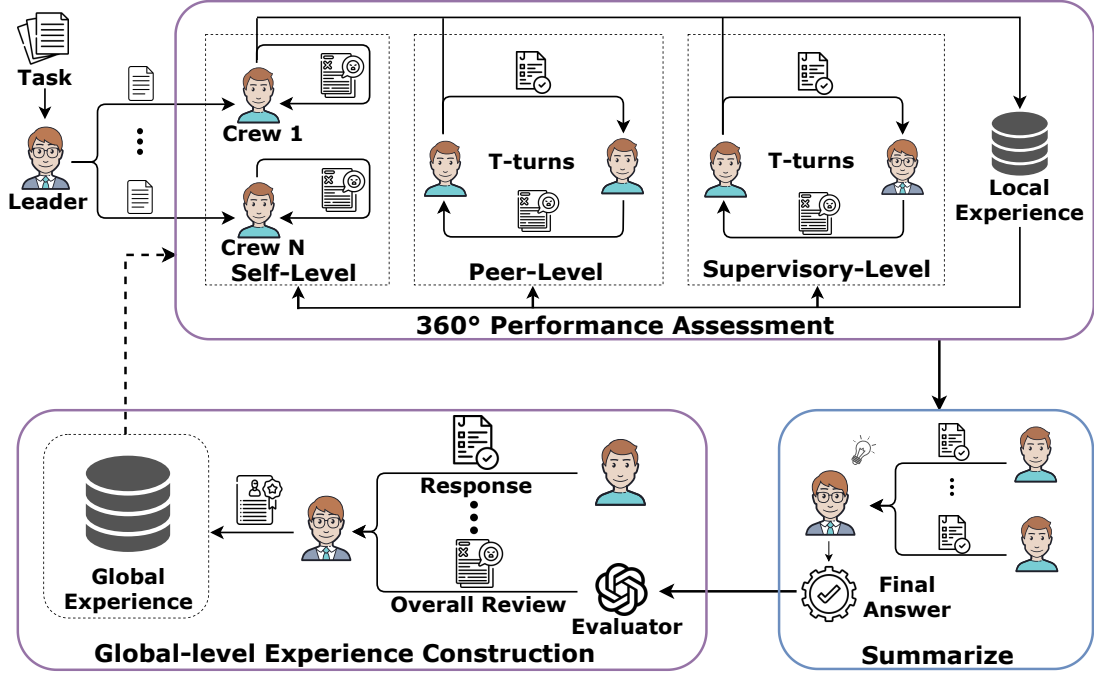 Task
Leader
Crew 1
Crew N
Self-Level
T-turns
Peer-Level
T-turns
Supervisory-Level
Local
Experience
360° Performance Assessment
Global
Experience
Response
Overall Review
Evaluator
Global-level Experience Construction
Final
Answer
Summarize